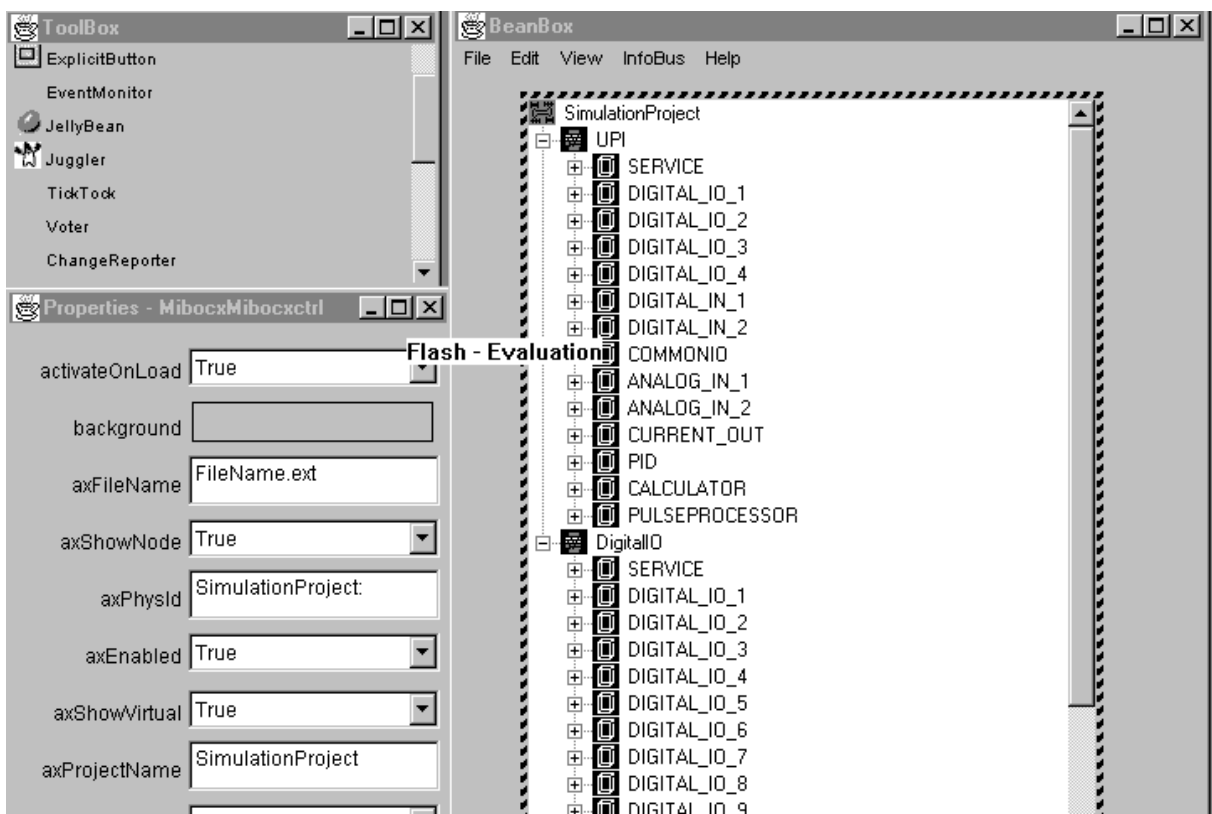 ToolBox
ExplicitButton
EventMonitor
JellyBean
Juggler
TickTock
Voter
ChangeReporter
Properties - MibocxMibocxctrl
activateOnLoad True
background
axFileName FileName.ext
axShowNode True
axPhysId SimulationProject:
axEnabled True
axShowVirtual True
axProjectName SimulationProject
Flash - Evaluation
BeanBox
File Edit View InfoBus Help
SimulationProject
UPI
SERVICE
DIGITAL_IO_1
DIGITAL_IO_2
DIGITAL_IO_3
DIGITAL_IO_4
DIGITAL_IN_1
DIGITAL_IN_2
COMMONIO
ANALOG_IN_1
ANALOG_IN_2
CURRENT_OUT
PID
CALCULATOR
PULSEPROCESSOR
DigitalIO
SERVICE
DIGITAL_IO_1
DIGITAL_IO_2
DIGITAL_IO_3
DIGITAL_IO_4
DIGITAL_IO_5
DIGITAL_IO_6
DIGITAL_IO_7
DIGITAL_IO_8
DIGITAL_IO_9